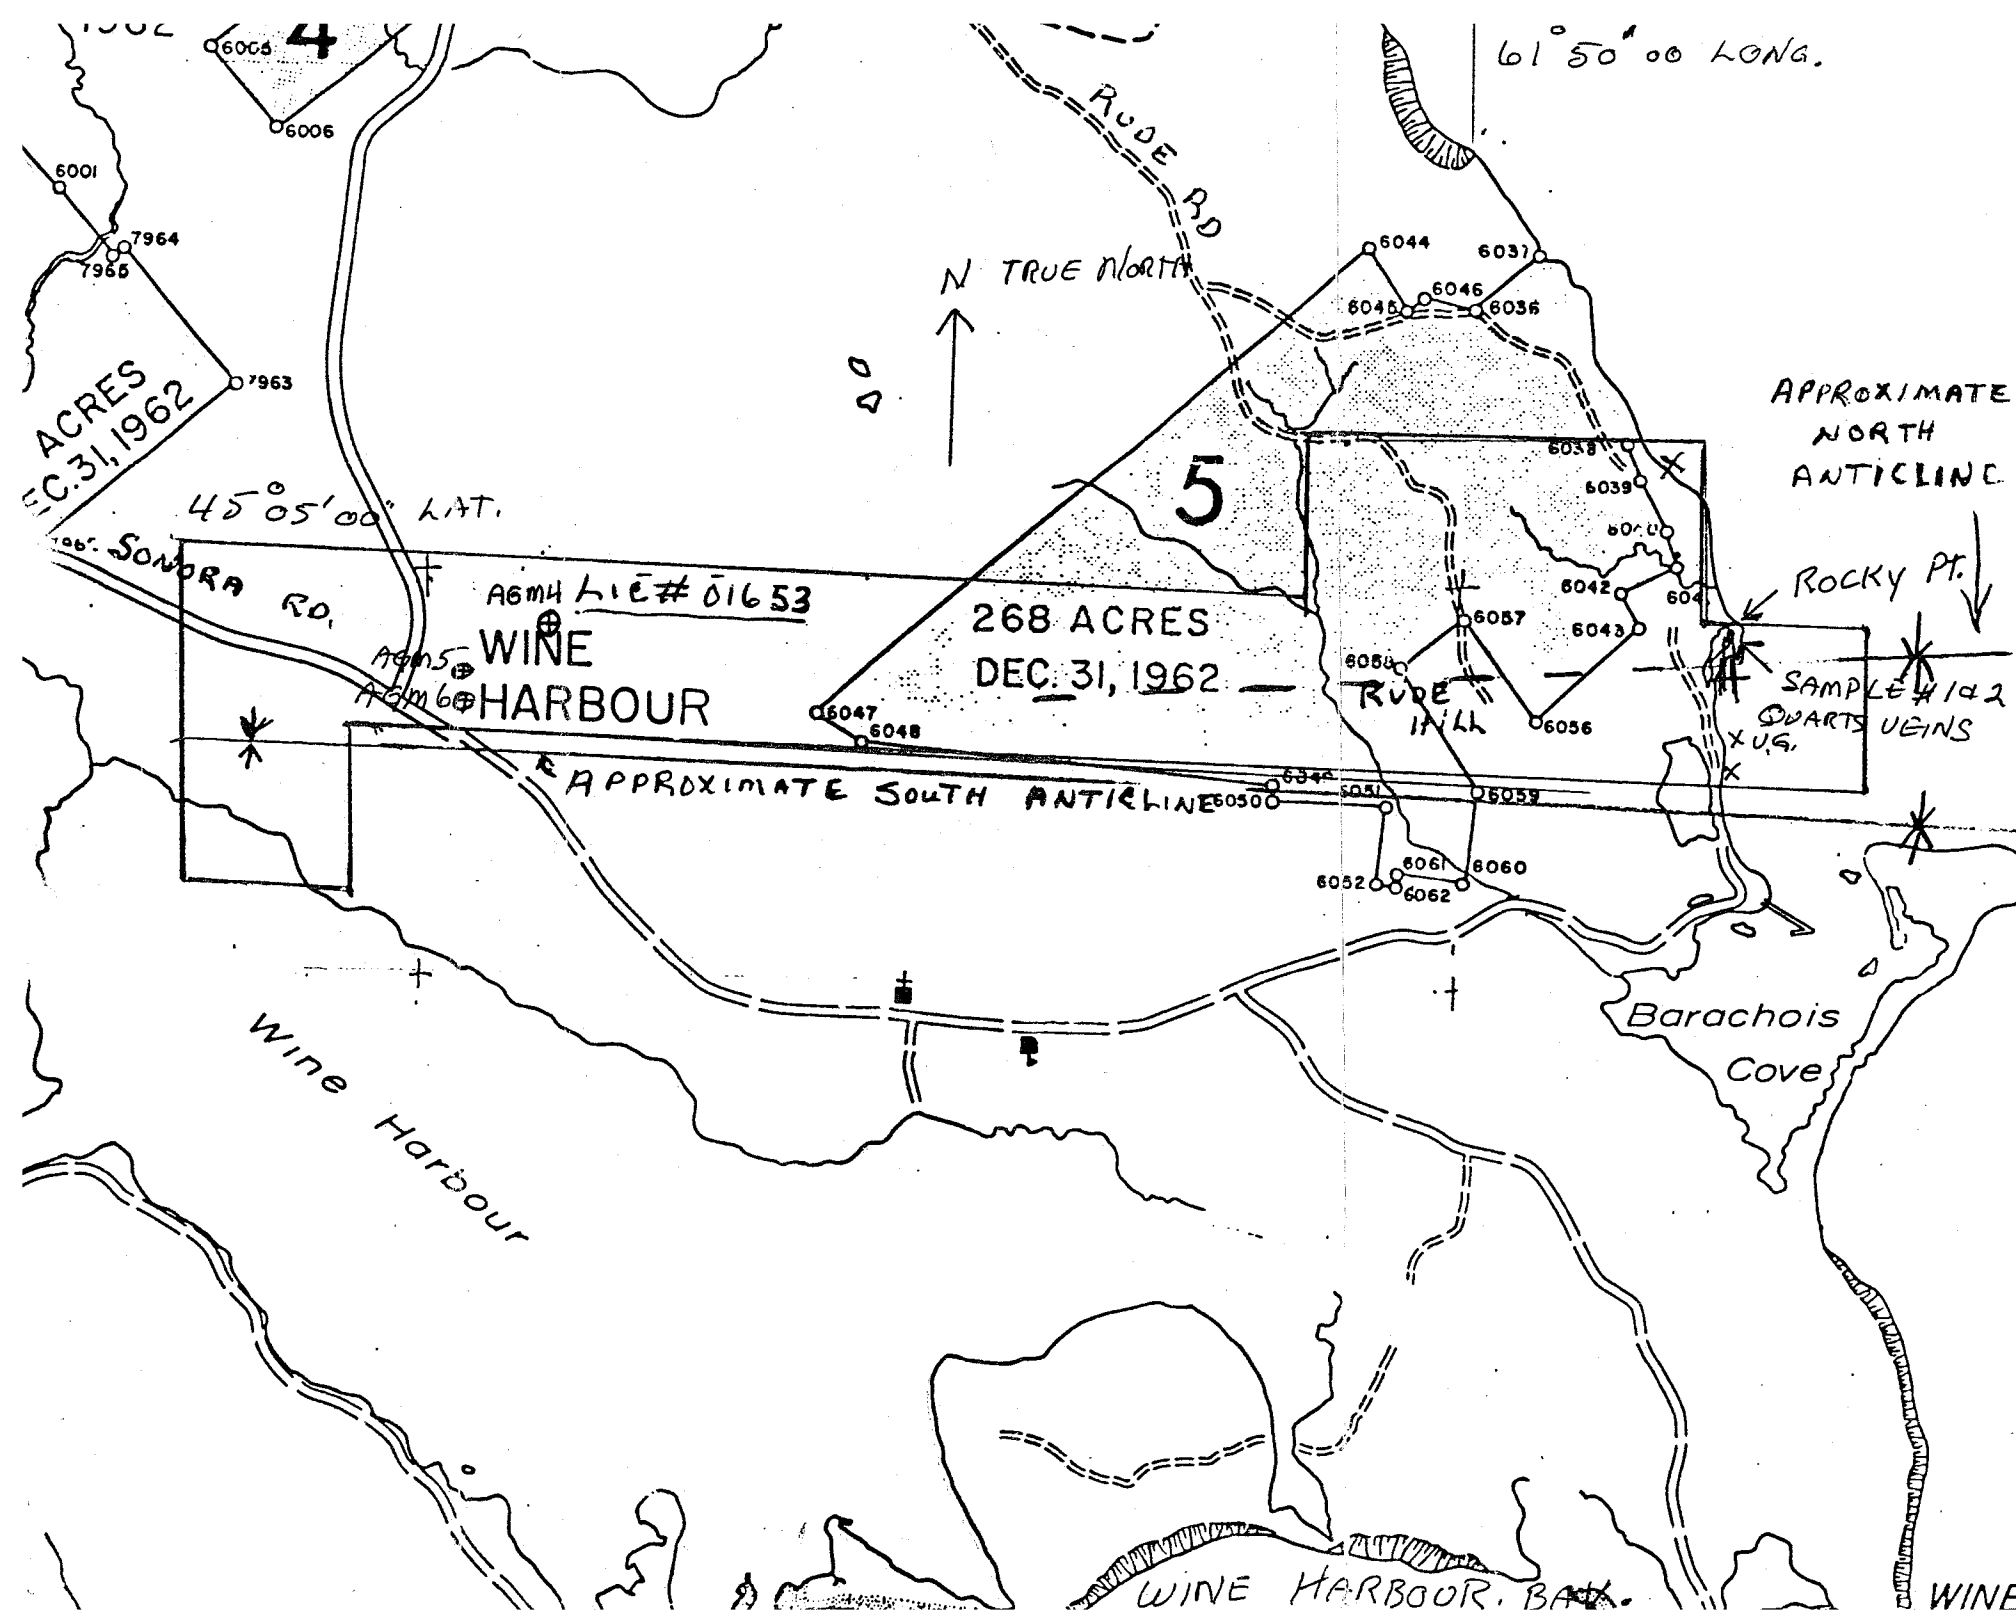 4
6005
61°50"00 LONG.
6006
RUDE RD
6001
7964
7965
N TRUE NORTH
6044
6037
6045
6046
6036
7963
ACRES
EC.31,1962
APPROXIMATE
NORTH
ANTICLINE
5
6038
6039
45°05'00" LAT.
SONORA RD.
AGM4 LIC# 01653
WINE
HARBOUR
AGM5
AGM6
268 ACRES
DEC. 31, 1962
6042
6043
6057
6058
RUDE
HILL
6056
ROCKY PT.
SAMPLE #1&2
QUARTS VEINS
X U.G.
X
X
6047
6048
APPROXIMATE SOUTH ANTICLINE
6050
6051
6059
6052
6061
6062
6060
Barachois
Cove
Wine Harbour
WINE HARBOUR. BAY.
WINE